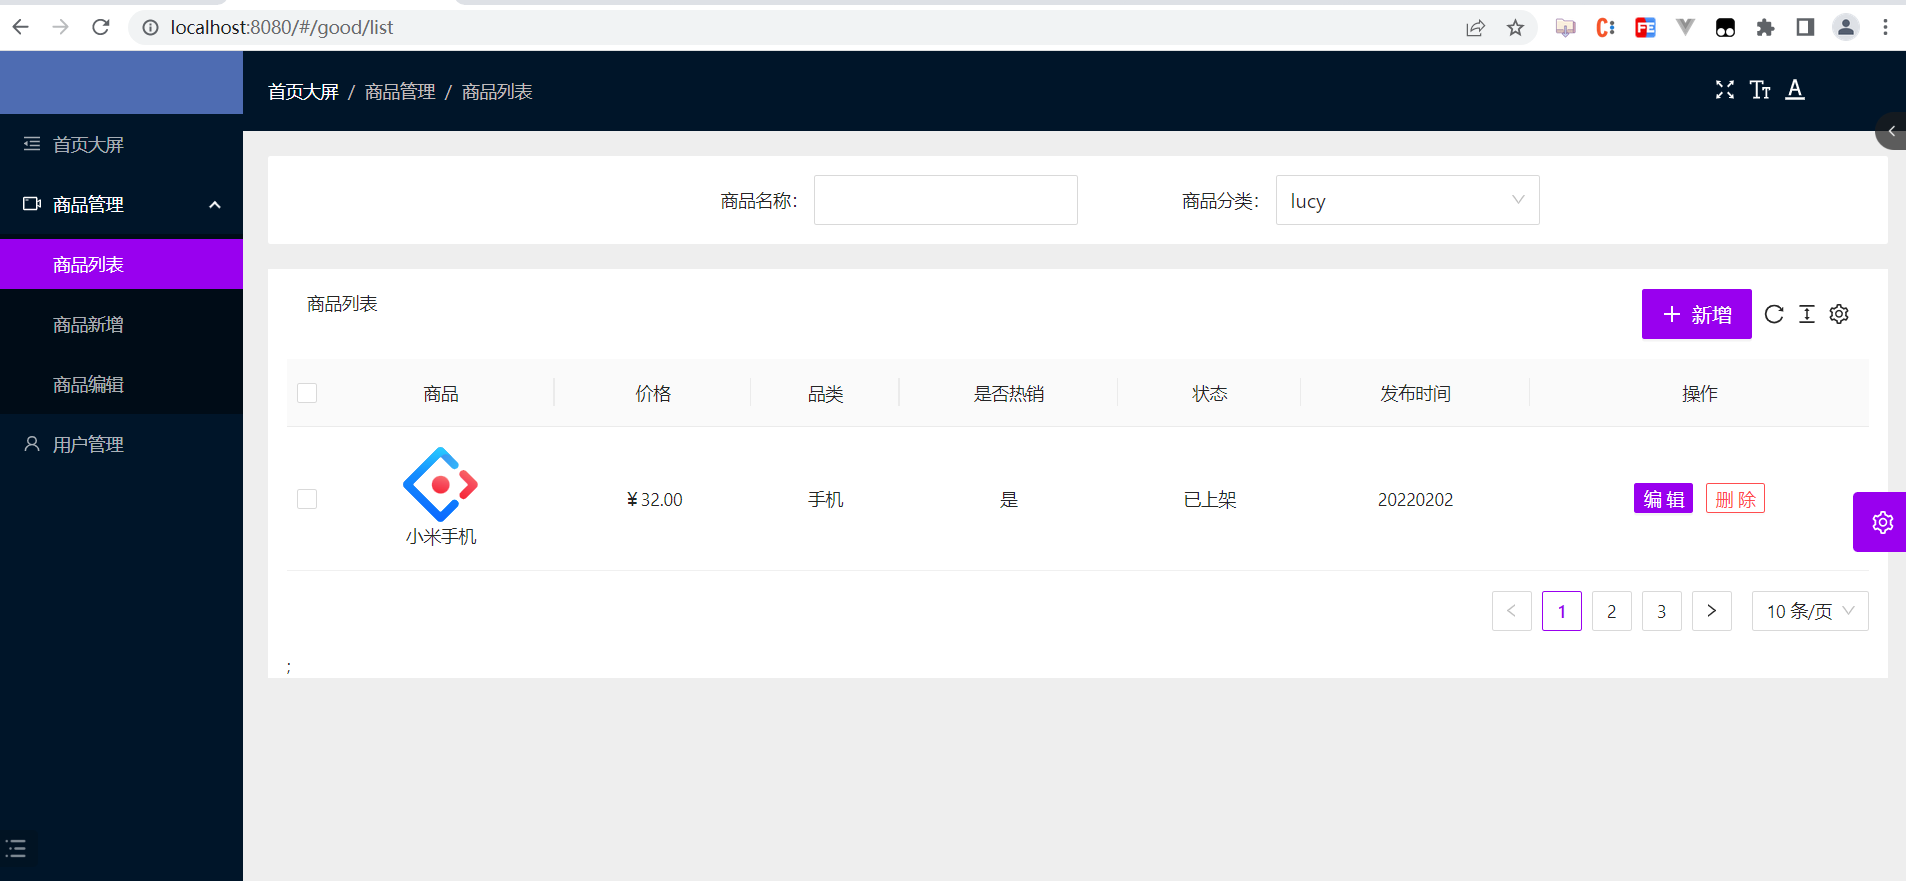 localhost:8080/#/good/list
首页大屏 / 商品管理 / 商品列表
首页大屏
商品管理
商品列表
商品新增
商品编辑
用户管理
商品名称：
商品分类： lucy
商品列表
新增
商品 价格 品类 是否热销 状态 发布时间 操作
¥32.00 手机 是 已上架 20220202 编 辑 删 除
小米手机
1 2 3 10 条/页
;